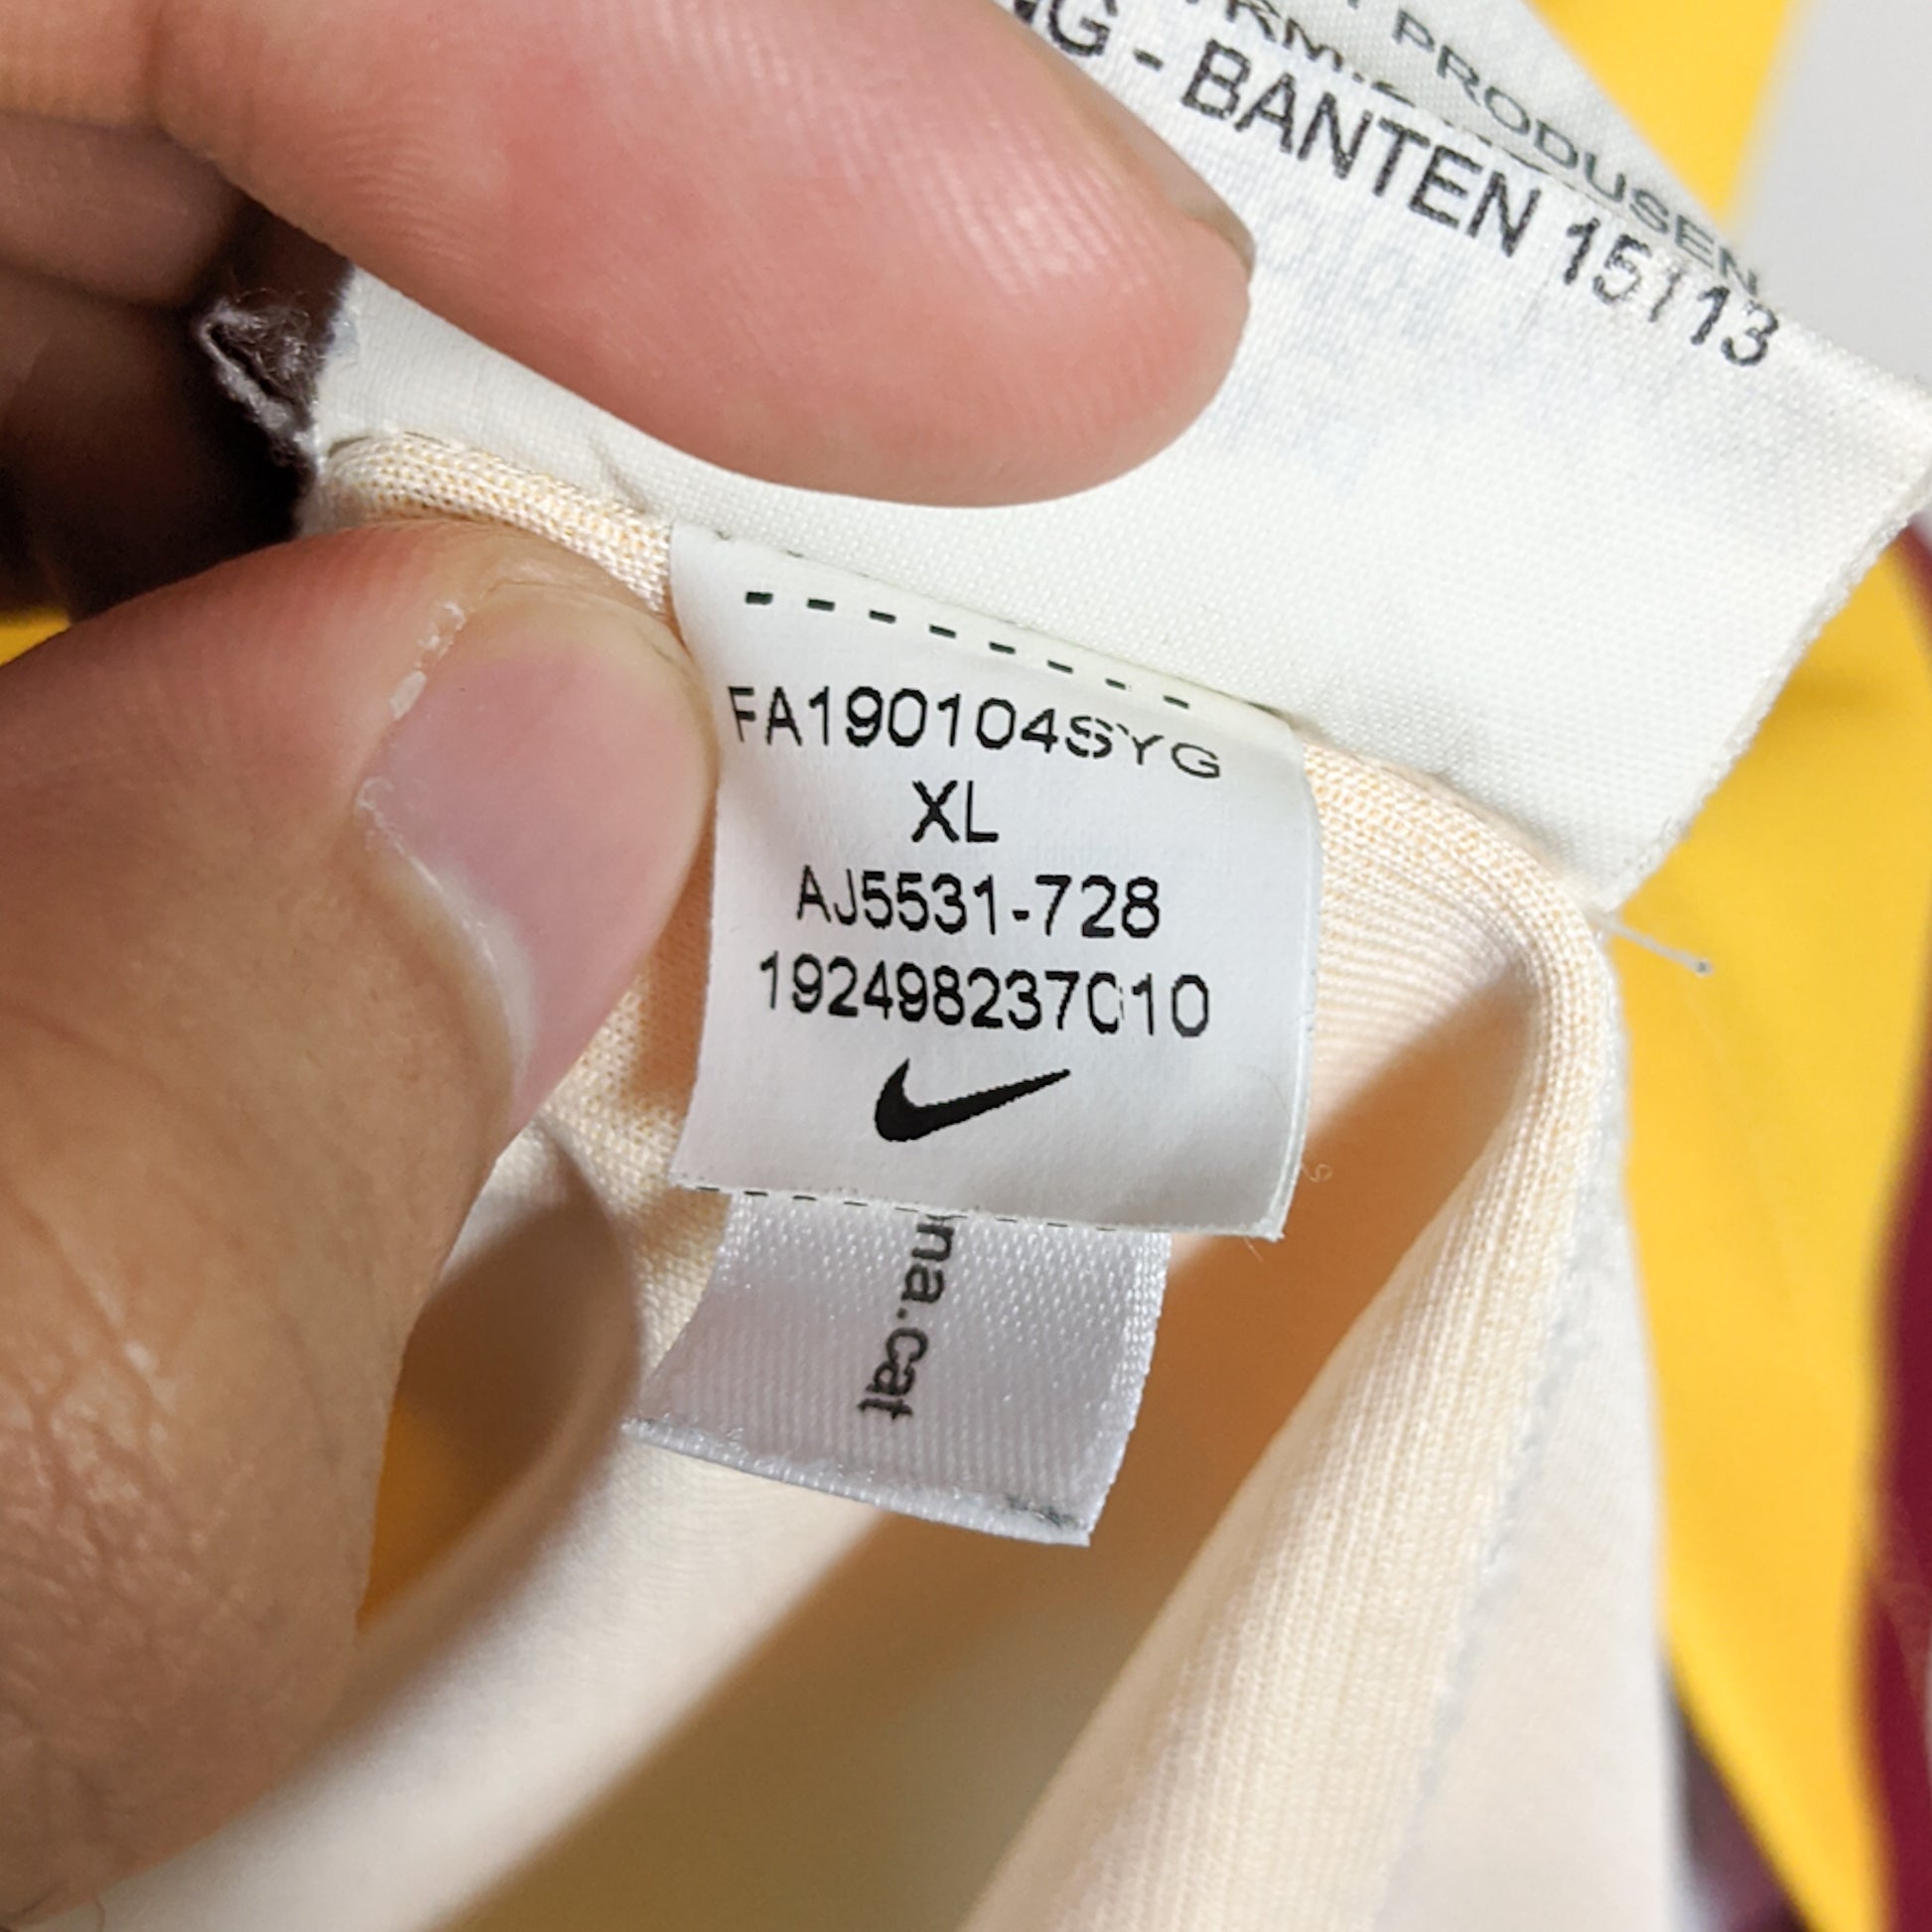 PRODUSEN
G - BANTEN 15113
FA190104SYG
XL
AJ5531-728
192498237010
na.cat